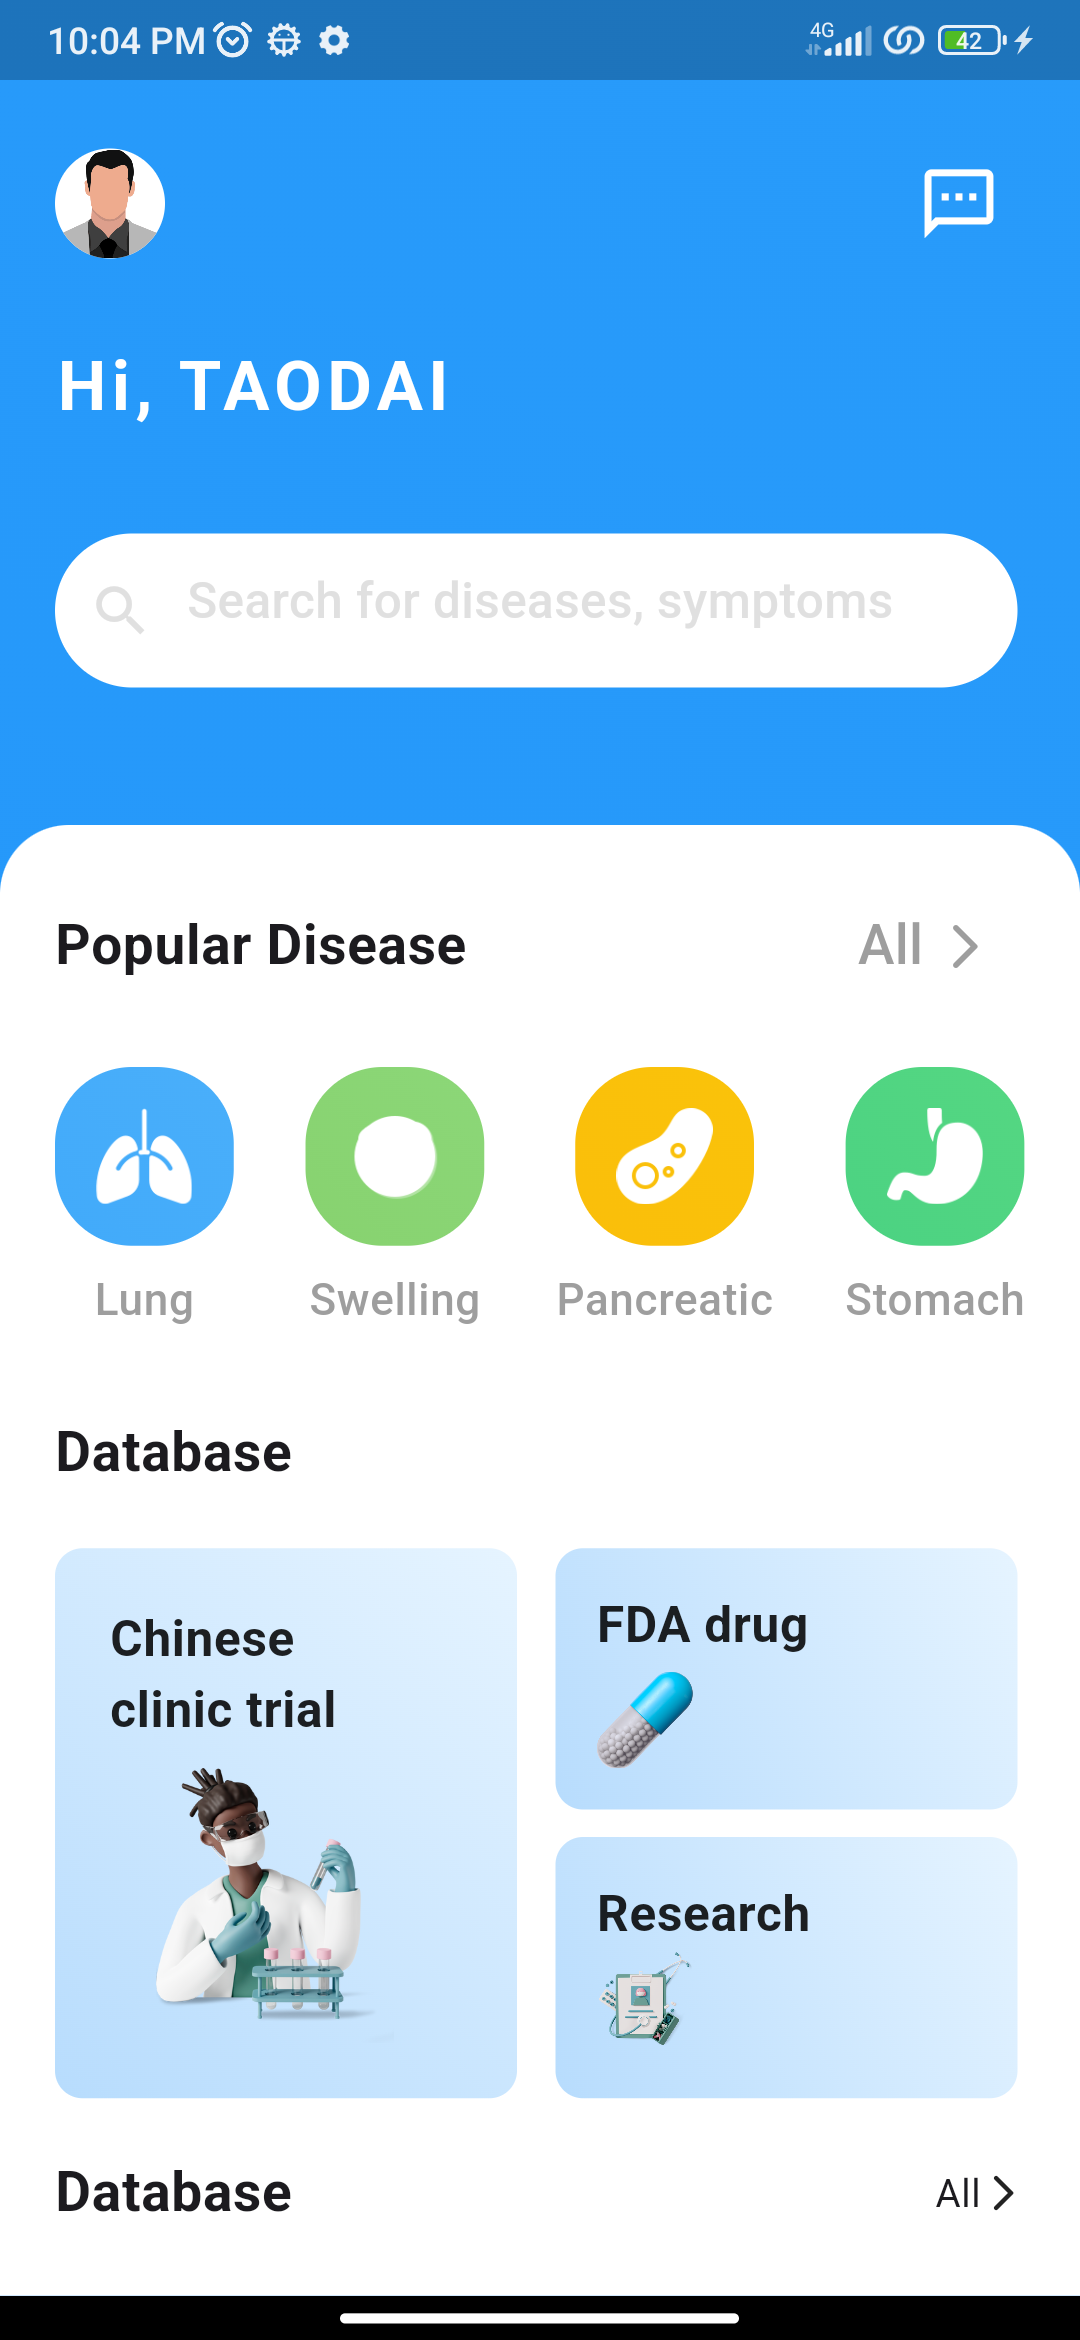 10:04 PM
4G
42
Hi, TAODAI
Search for diseases, symptoms
Popular Disease
All
Lung
Swelling
Pancreatic
Stomach
Database
Chinese
clinic trial
FDA drug
Research
Database
All